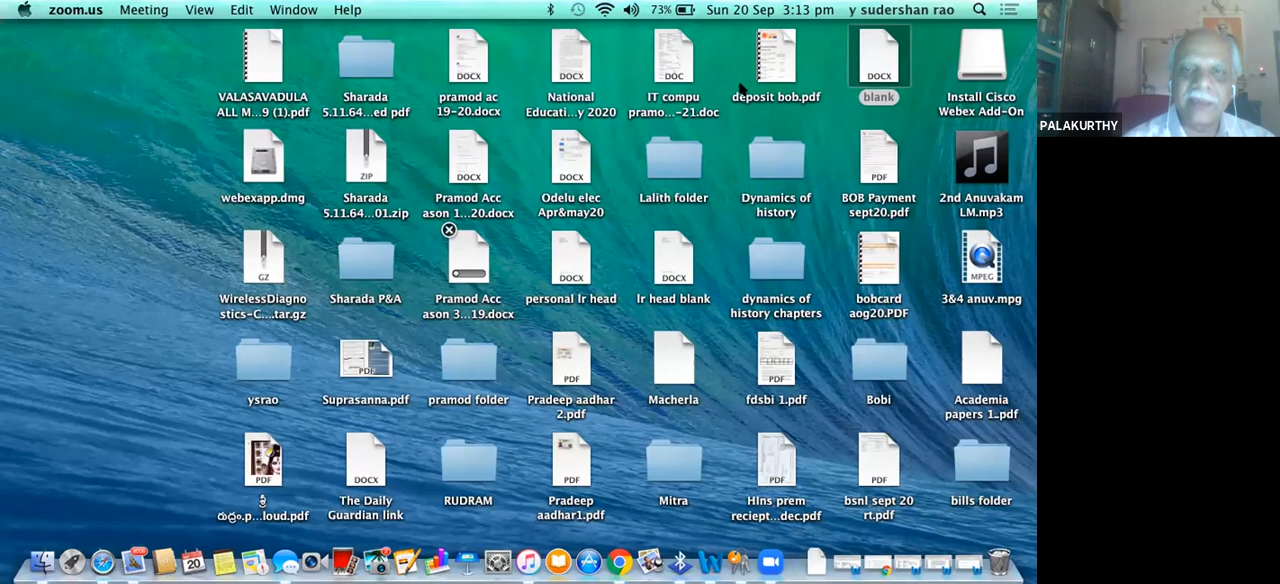 zoom.us Meeting View Edit Window Help 73% Sun 20 Sep 3:13 pm y sudershan rao
PALAKURTHY
DOCX DOCX DOC DOCX
VALASAVADULA Sharada pramod ac National IT compu deposit bob.pdf blank Install Cisco
ALL M...9 (1).pdf 5.11.64...ed pdf 19-20.docx Educati...y 2020 pramo...-21.doc Webex Add-On
ZIP DOCX DOCX PDF
webexapp.dmg Sharada Pramod Acc Odelu elec Lalith folder Dynamics of BOB Payment 2nd Anuvakam
5.11.64...01.zip ason 1...20.docx Apr&may20 history sept20.pdf LM.mp3
GZ DOCX DOCX MPEG
WirelessDiagno Sharada P&A Pramod Acc personal lr head lr head blank dynamics of bobcard 3&4 anuv.mpg
stics-C....tar.gz ason 3...19.docx history chapters aog20.PDF
PDF PDF PDF
ysrao Suprasanna.pdf pramod folder Pradeep aadhar Macherla fdsbi 1.pdf Bobi Academia
2.pdf papers 1..pdf
PDF DOCX PDF PDF PDF
శ్రీ The Daily RUDRAM Pradeep Mitra HIns prem bsnl sept 20 bills folder
రుద్రం.p...loud.pdf Guardian link aadhar1.pdf reciept...dec.pdf rt.pdf
20